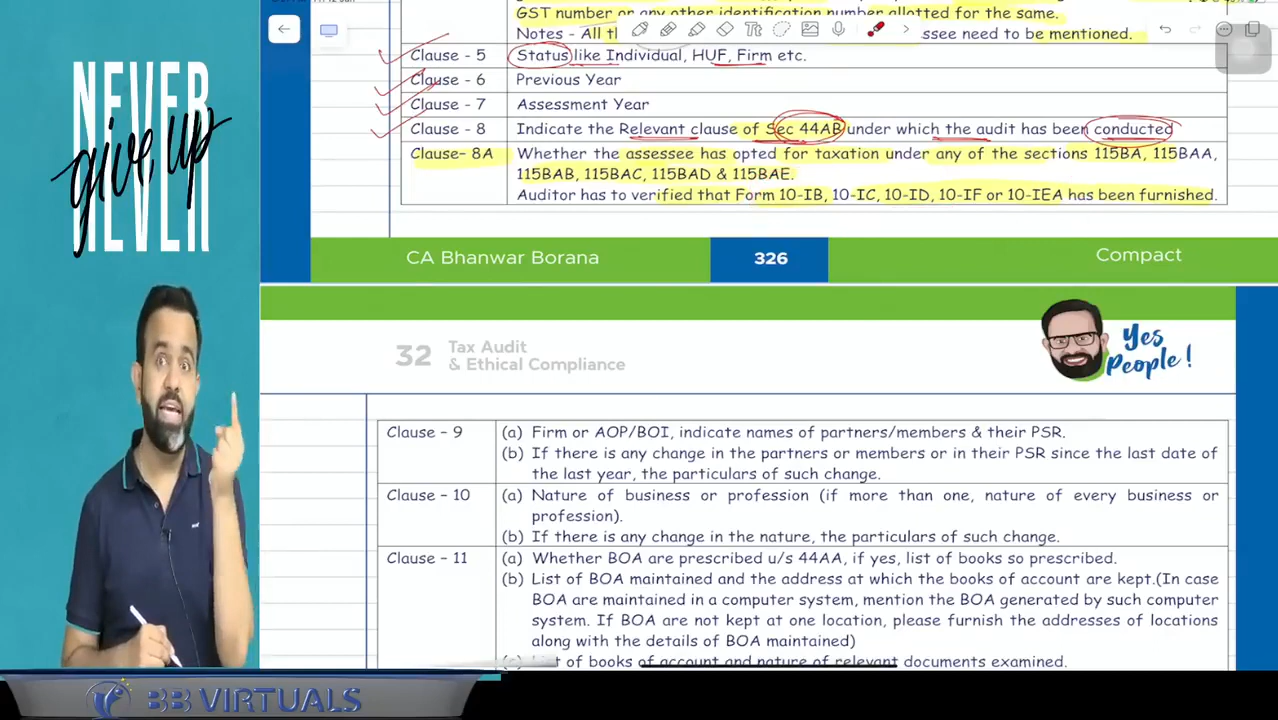 GST number or any other identification number allotted for the same.
Notes - All th
ssee need to be mentioned.
Clause - 5 Status like Individual, HUF, Firm etc.
Clause - 6 Previous Year
Clause - 7 Assessment Year
Clause - 8 Indicate the Relevant clause of Sec 44AB under which the audit has been conducted
Clause– 8A Whether the assessee has opted for taxation under any of the sections 115BA, 115BAA,
115BAB, 115BAC, 115BAD & 115BAE.
Auditor has to verified that Form 10-IB, 10-IC, 10-ID, 10-IF or 10-IEA has been furnished.
NEVER
give up
NEVER
CA Bhanwar Borana 326 Compact
32 Tax Audit
& Ethical Compliance
Yes
People!
Clause – 9 (a) Firm or AOP/BOI, indicate names of partners/members & their PSR.
(b) If there is any change in the partners or members or in their PSR since the last date of
the last year, the particulars of such change.
Clause – 10 (a) Nature of business or profession (if more than one, nature of every business or
profession).
(b) If there is any change in the nature, the particulars of such change.
Clause – 11 (a) Whether BOA are prescribed u/s 44AA, if yes, list of books so prescribed.
(b) List of BOA maintained and the address at which the books of account are kept.(In case
BOA are maintained in a computer system, mention the BOA generated by such computer
system. If BOA are not kept at one location, please furnish the addresses of locations
along with the details of BOA maintained)
(c) List of books of account and nature of relevant documents examined.
BB VIRTUALS